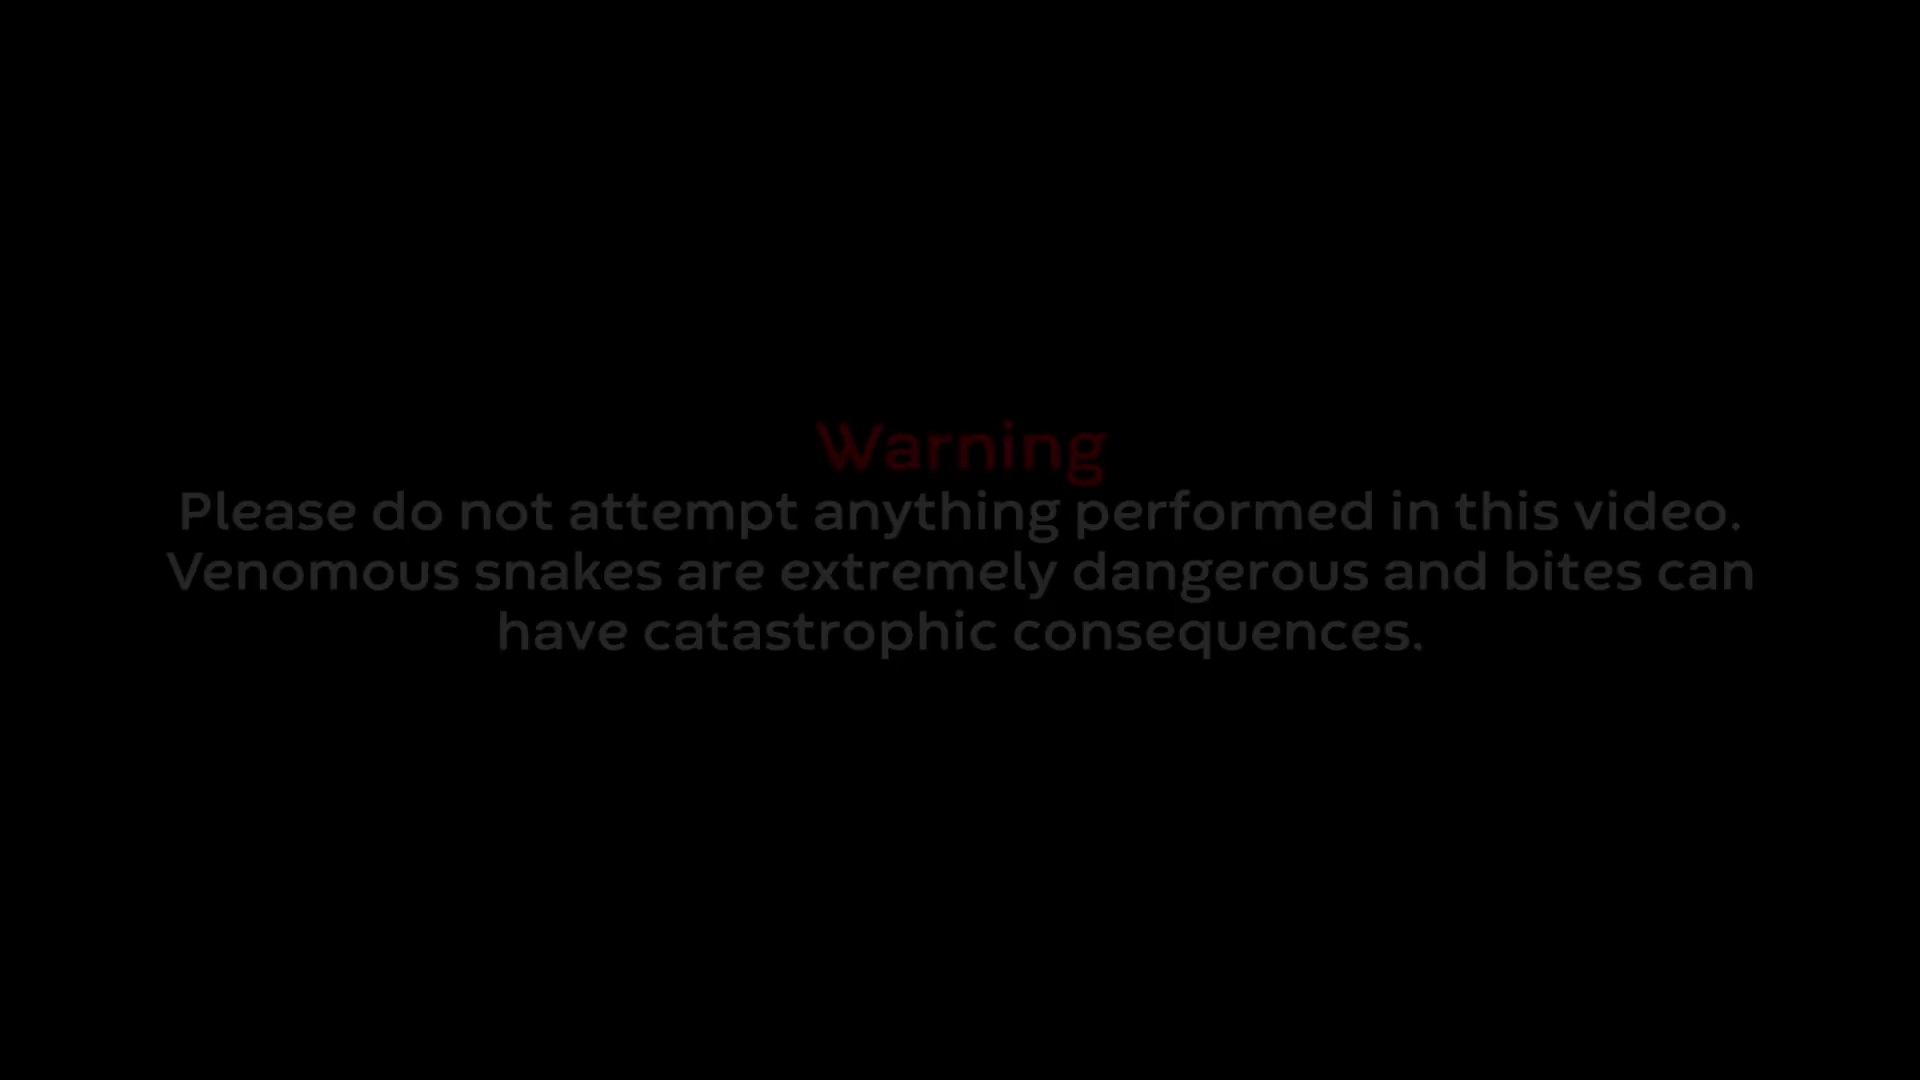 Warning
Please do not attempt anything performed in this video.
Venomous snakes are extremely dangerous and bites can
have catastrophic consequences.